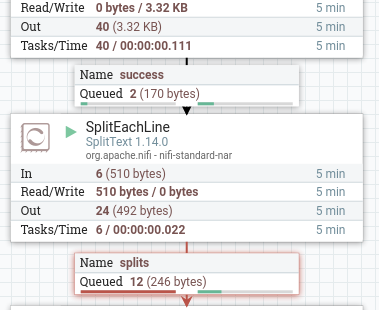 Read/Write 0 bytes / 3.32 KB 5 min
Out 40 (3.32 KB) 5 min
Tasks/Time 40 / 00:00:00.111 5 min
Name success
Queued 2 (170 bytes)
SplitEachLine
SplitText 1.14.0
org.apache.nifi - nifi-standard-nar
In 6 (510 bytes) 5 min
Read/Write 510 bytes / 0 bytes 5 min
Out 24 (492 bytes) 5 min
Tasks/Time 6 / 00:00:00.022 5 min
Name splits
Queued 12 (246 bytes)